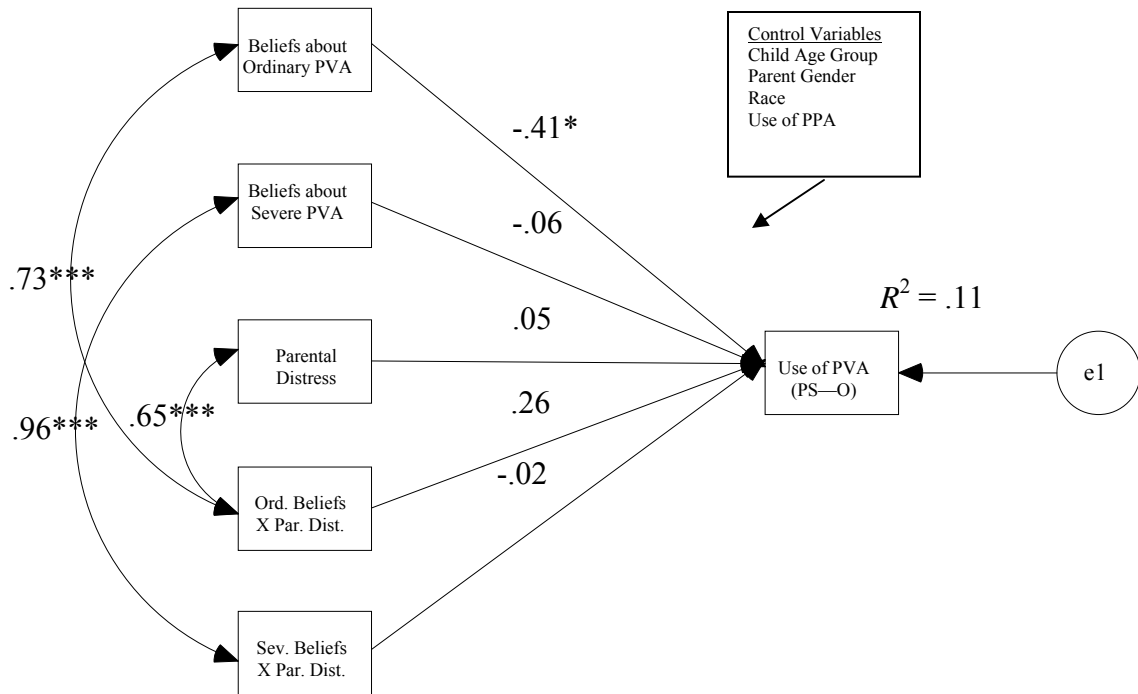 Beliefs about
Ordinary PVA
Control Variables
Child Age Group
Parent Gender
Race
Use of PPA
-.41*
Beliefs about
Severe PVA
-.06
.73***
R² = .11
.05
Parental
Distress
Use of PVA
(PS—O)
e1
.26
.96***
.65***
-.02
Ord. Beliefs
X Par. Dist.
Sev. Beliefs
X Par. Dist.